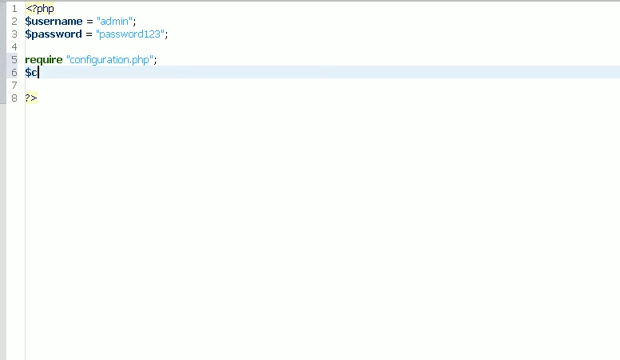 1 <?php
2 $username = "admin";
3 $password = "password123";
4
5 require "configuration.php";
6 $c
7
8 ?>